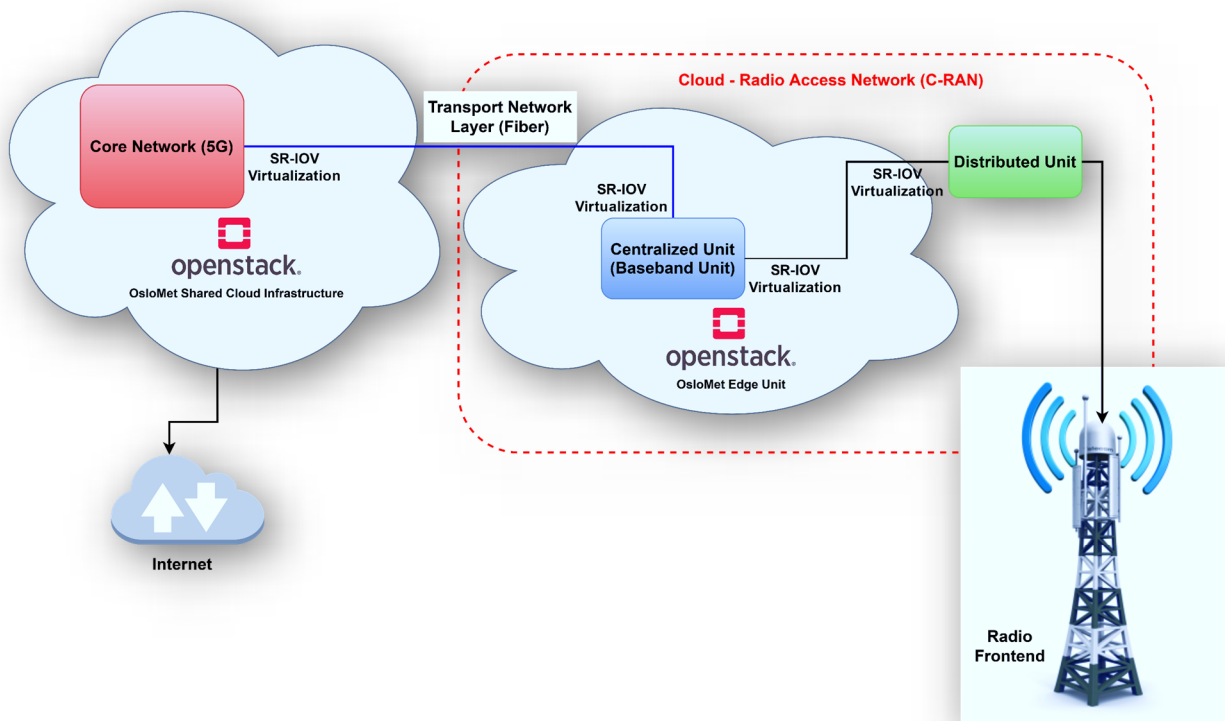 Cloud - Radio Access Network (C-RAN)
Transport Network
Layer (Fiber)
Core Network (5G)
SR-IOV
Virtualization
openstack.
OsloMet Shared Cloud Infrastructure
SR-IOV
Virtualization
Centralized Unit
(Baseband Unit)
SR-IOV
Virtualization
SR-IOV
Virtualization
Distributed Unit
openstack.
OsloMet Edge Unit
Internet
Radio
Frontend